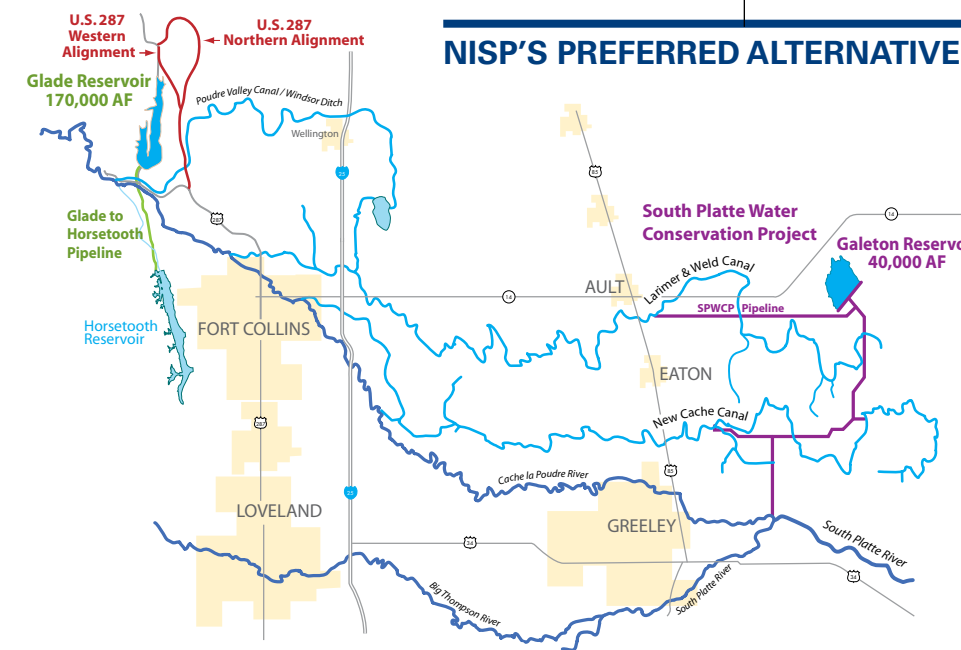 NISP'S PREFERRED ALTERNATIVE
U.S. 287
Western
Alignment
U.S. 287
Northern Alignment
Glade Reservoir
170,000 AF
Poudre Valley Canal / Windsor Ditch
Wellington
25
85
287
Glade to
Horsetooth
Pipeline
South Platte Water
Conservation Project
14
Galeton Reservo
40,000 AF
Larimer & Weld Canal
AULT
14
SPWCP Pipeline
Horsetooth
Reservoir
FORT COLLINS
EATON
287
New Cache Canal
Cache la Poudre River
85
25
LOVELAND
GREELEY
34
South Platte River
34
Big Thompson River
South Platte River